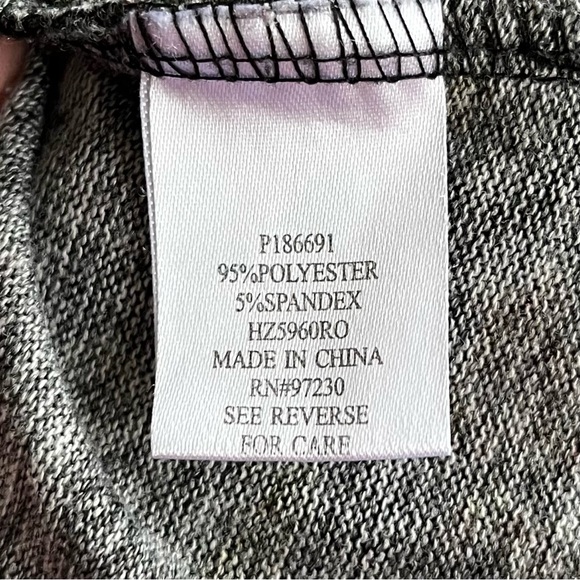 P186691
95%POLYESTER
5%SPANDEX
HZ5960RO
MADE IN CHINA
RN#97230
SEE REVERSE
FOR CARE